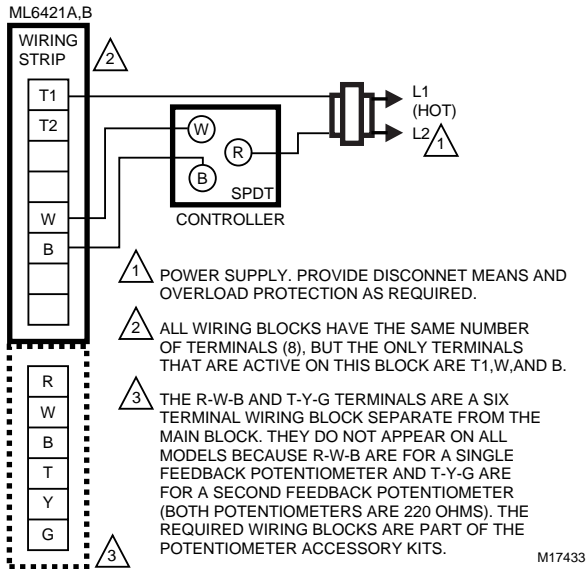 ML6421A,B
WIRING
STRIP
2
T1
T2
W
B
L1
(HOT)
L2
1
W
R
B
SPDT
CONTROLLER
1
POWER SUPPLY. PROVIDE DISCONNET MEANS AND
OVERLOAD PROTECTION AS REQUIRED.
2
ALL WIRING BLOCKS HAVE THE SAME NUMBER
OF TERMINALS (8), BUT THE ONLY TERMINALS
THAT ARE ACTIVE ON THIS BLOCK ARE T1,W,AND B.
3
THE R-W-B AND T-Y-G TERMINALS ARE A SIX
TERMINAL WIRING BLOCK SEPARATE FROM THE
MAIN BLOCK. THEY DO NOT APPEAR ON ALL
MODELS BECAUSE R-W-B ARE FOR A SINGLE
FEEDBACK POTENTIOMETER AND T-Y-G ARE
FOR A SECOND FEEDBACK POTENTIOMETER
(BOTH POTENTIOMETERS ARE 220 OHMS). THE
REQUIRED WIRING BLOCKS ARE PART OF THE
POTENTIOMETER ACCESSORY KITS.
R
W
B
T
Y
G
3
M17433